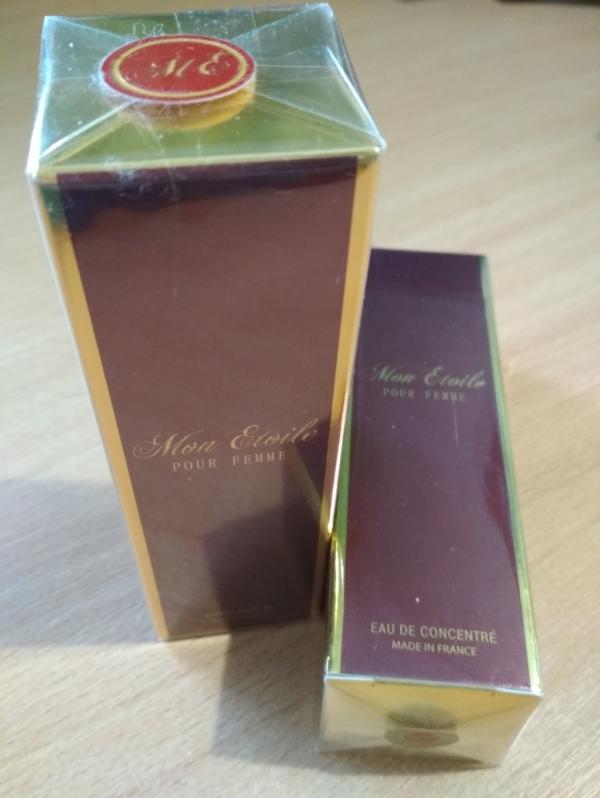 ME
Mon Etoile
POUR FEMME
Mon Etoile
POUR FEMME
EAU DE CONCENTRÉ
MADE IN FRANCE